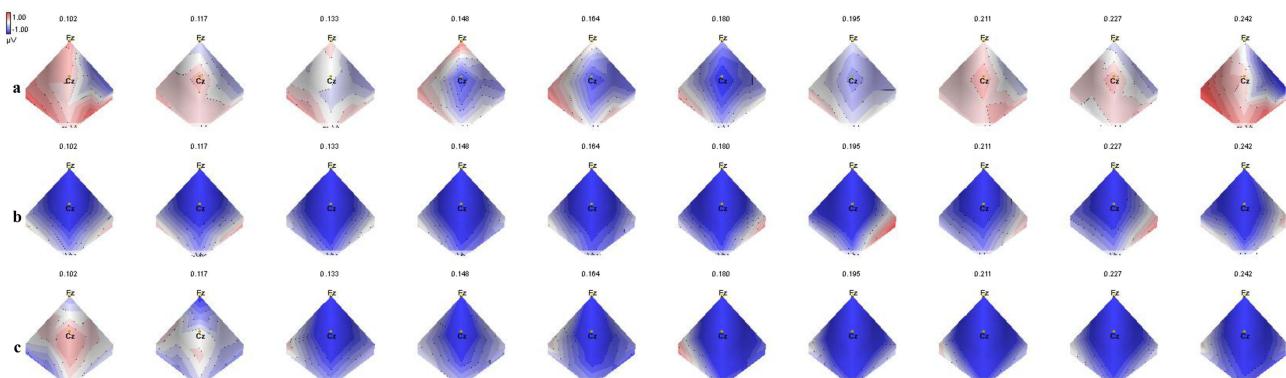 1.00
-1.00
µV
0.102 0.117 0.133 0.148 0.164 0.180 0.195 0.211 0.227 0.242
Fz Fz Fz Fz Fz Fz Fz Fz Fz Fz
a Cz Cz Cz Cz Cz Cz Cz Cz Cz Cz
0.102 0.117 0.133 0.148 0.164 0.180 0.195 0.211 0.227 0.242
Fz Fz Fz Fz Fz Fz Fz Fz Fz Fz
b Cz Cz Cz Cz Cz Cz Cz Cz Cz Cz
0.102 0.117 0.133 0.148 0.164 0.180 0.195 0.211 0.227 0.242
Fz Fz Fz Fz Fz Fz Fz Fz Fz Fz
c Cz Cz Cz Cz Cz Cz Cz Cz Cz Cz